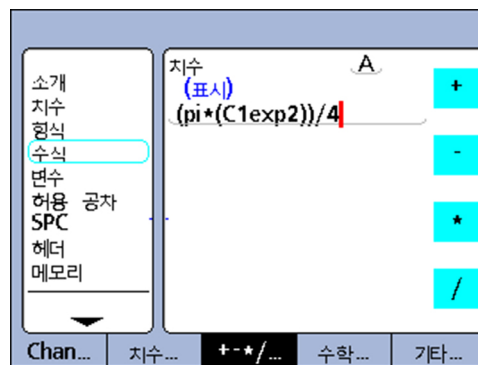 소개
치수
형식
수식
변수
허용 공차
SPC
헤더
메모리
치수 A
(표시)
(pi*(C1exp2))/4
+
-
*
/
Chan... 치수... +-*/... 수학... 기타...